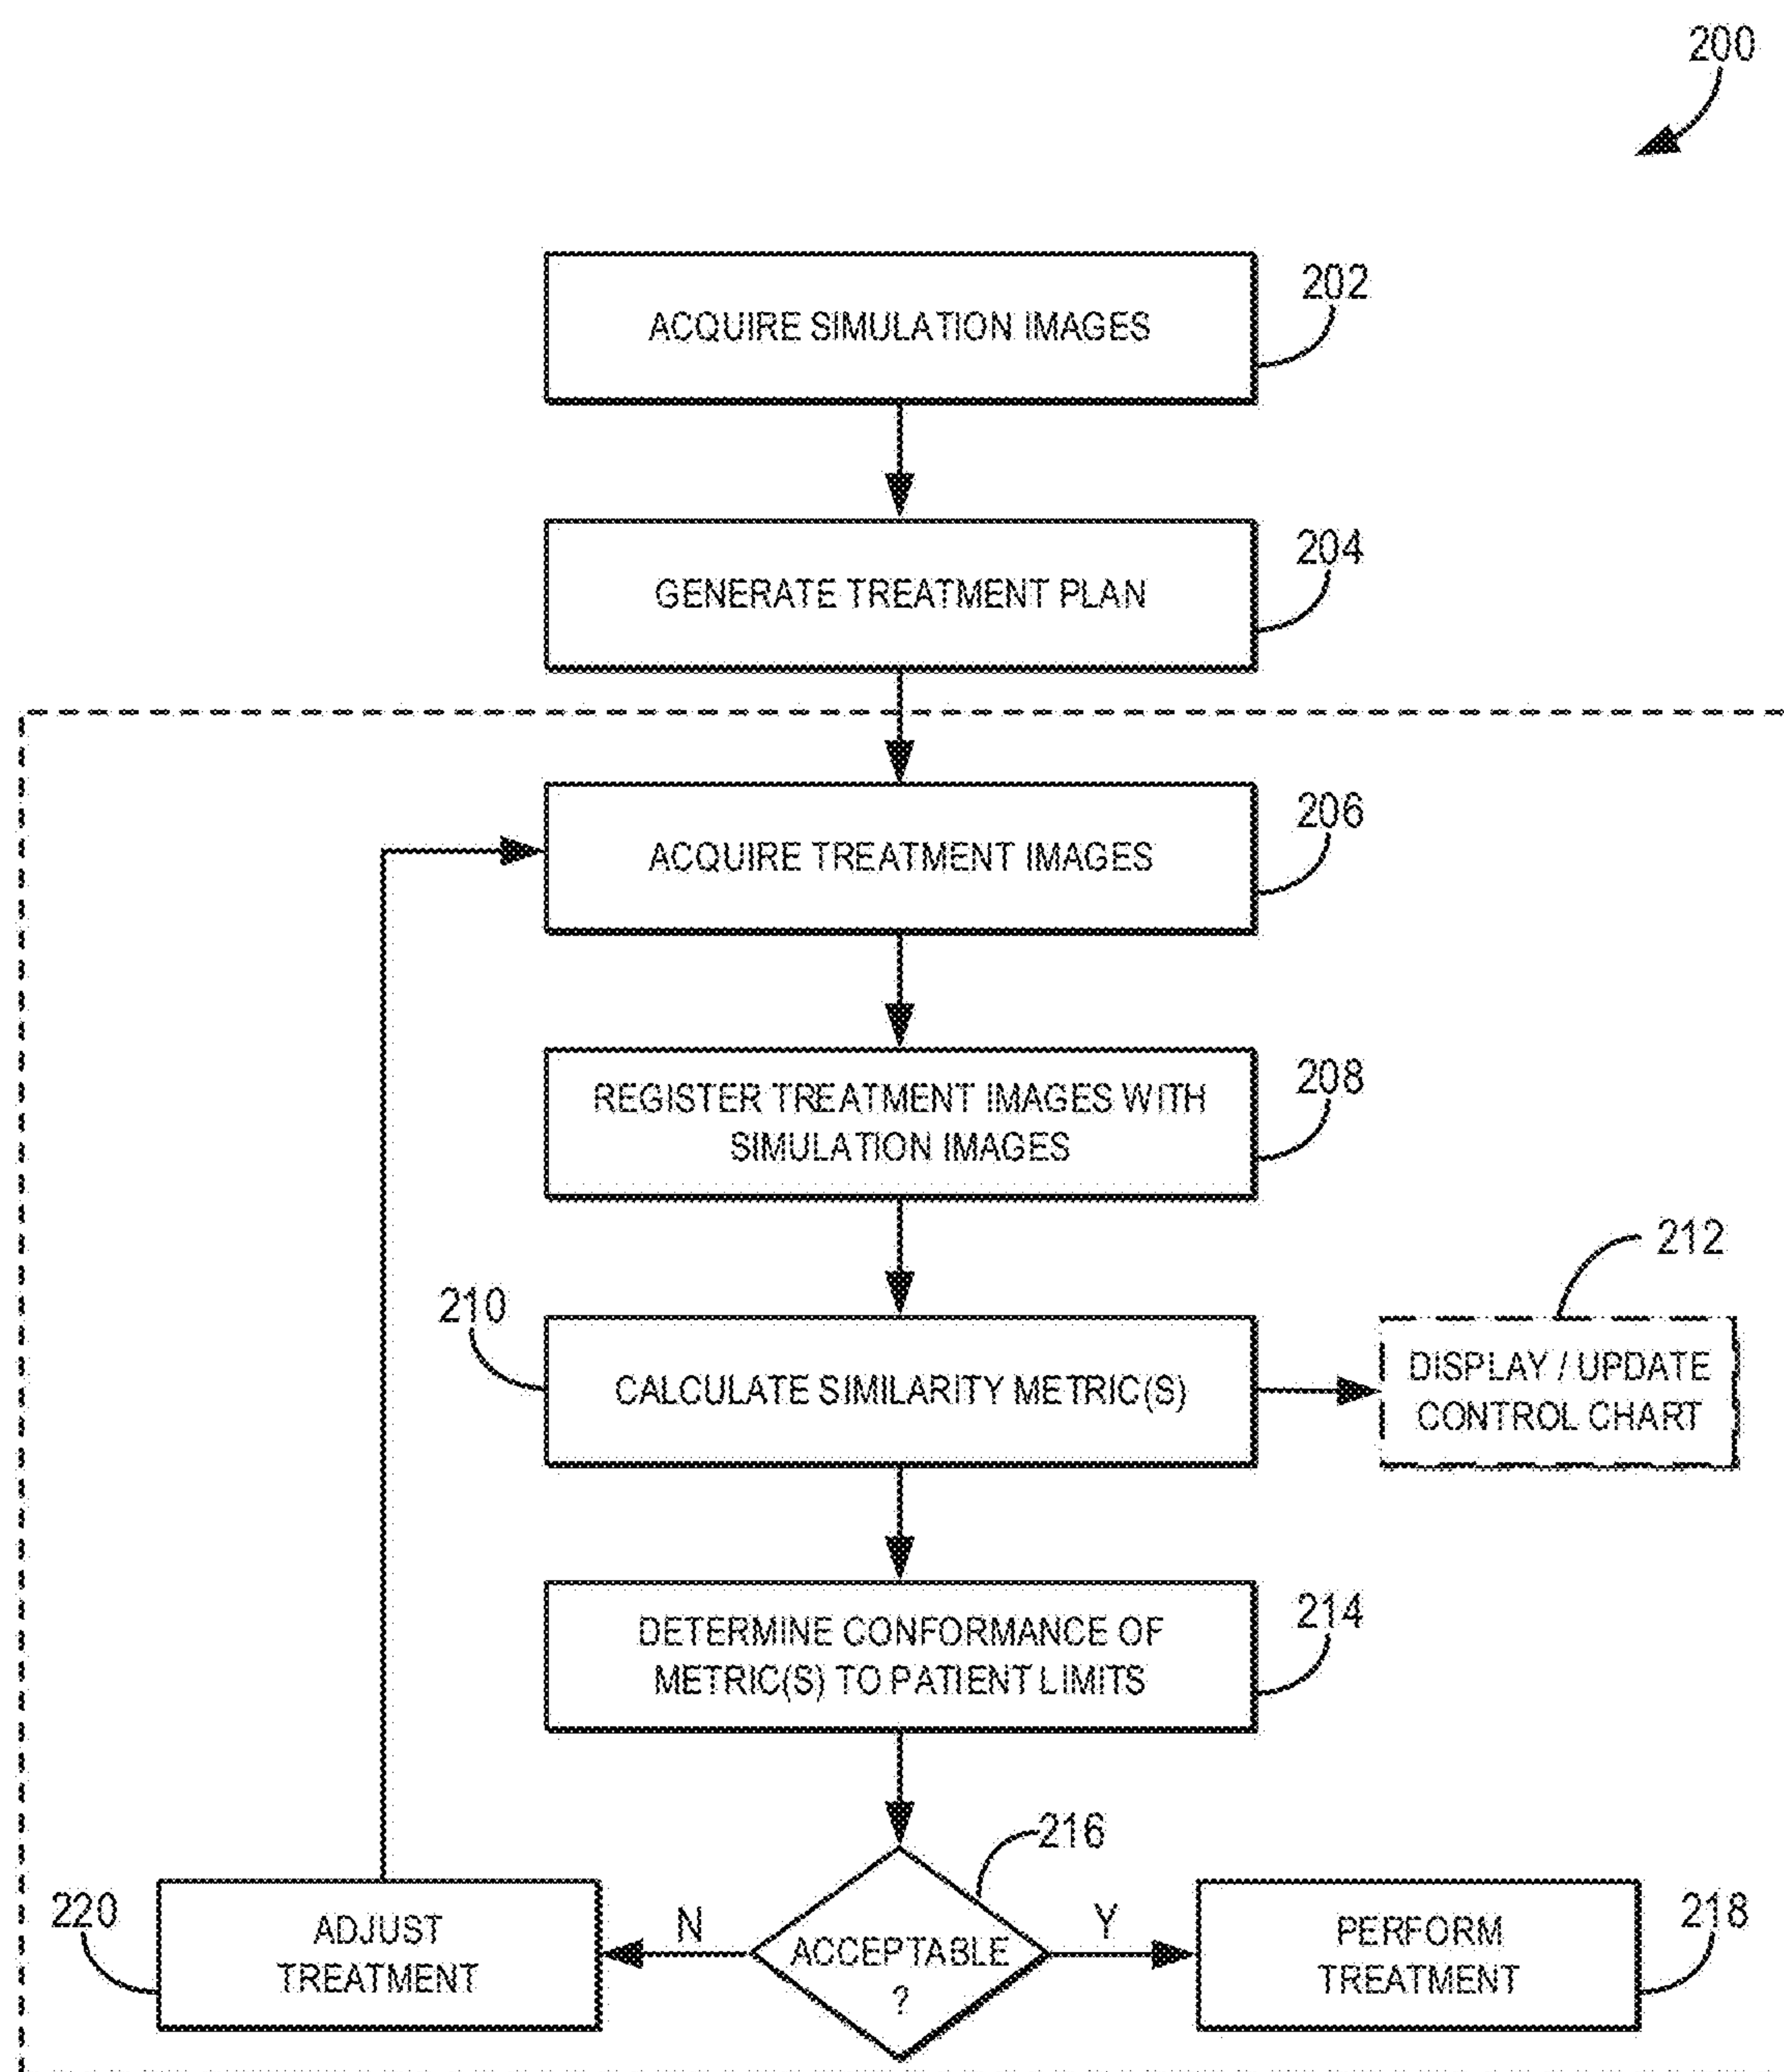 200
ACQUIRE SIMULATION IMAGES
202
GENERATE TREATMENT PLAN
204
ACQUIRE TREATMENT IMAGES
206
REGISTER TREATMENT IMAGES WITH
SIMULATION IMAGES
208
210
CALCULATE SIMILARITY METRIC(S)
212
DISPLAY / UPDATE
CONTROL CHART
DETERMINE CONFORMANCE OF
METRIC(S) TO PATIENT LIMITS
214
216
220
ADJUST
TREATMENT
N
ACCEPTABLE
?
Y
PERFORM
TREATMENT
218